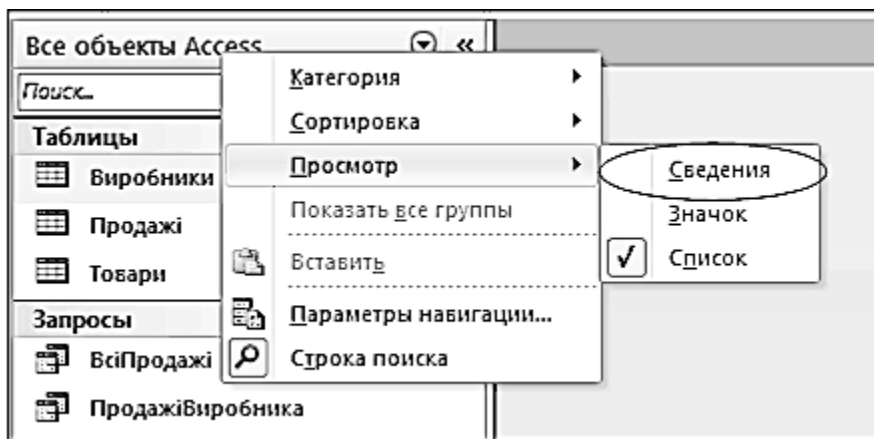 Все объекты Access
Поиск...
Таблицы
Виробники
Продажі
Товари
Запросы
ВсіПродажі
ПродажіВиробника
Категория
Сортировка
Просмотр
Показать все группы
Вставить
Параметры навигации...
Строка поиска
Сведения
Значок
Список